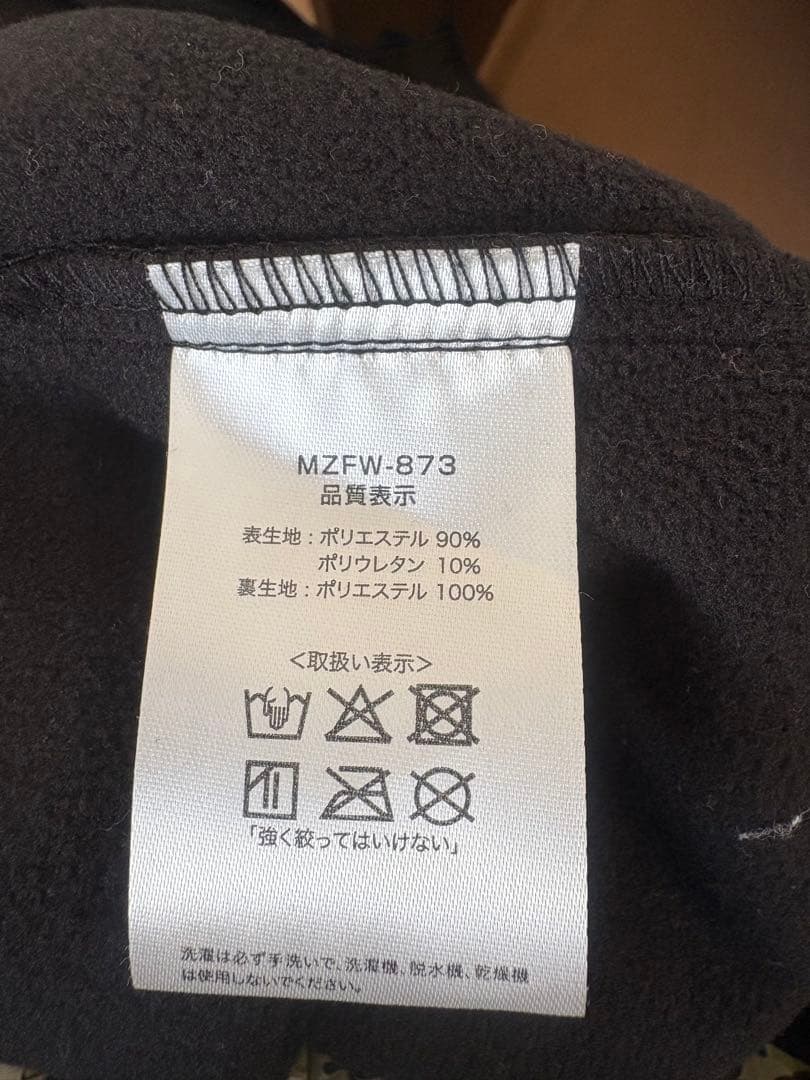 MZFW-873
品質表示
表生地 : ポリエステル 90%
ポリウレタン 10%
裏生地 : ポリエステル 100%
<取扱い表示>
「強く絞ってはいけない」
洗濯は必ず手洗いで、洗濯機、脱水機、乾燥機
は使用しないでください。